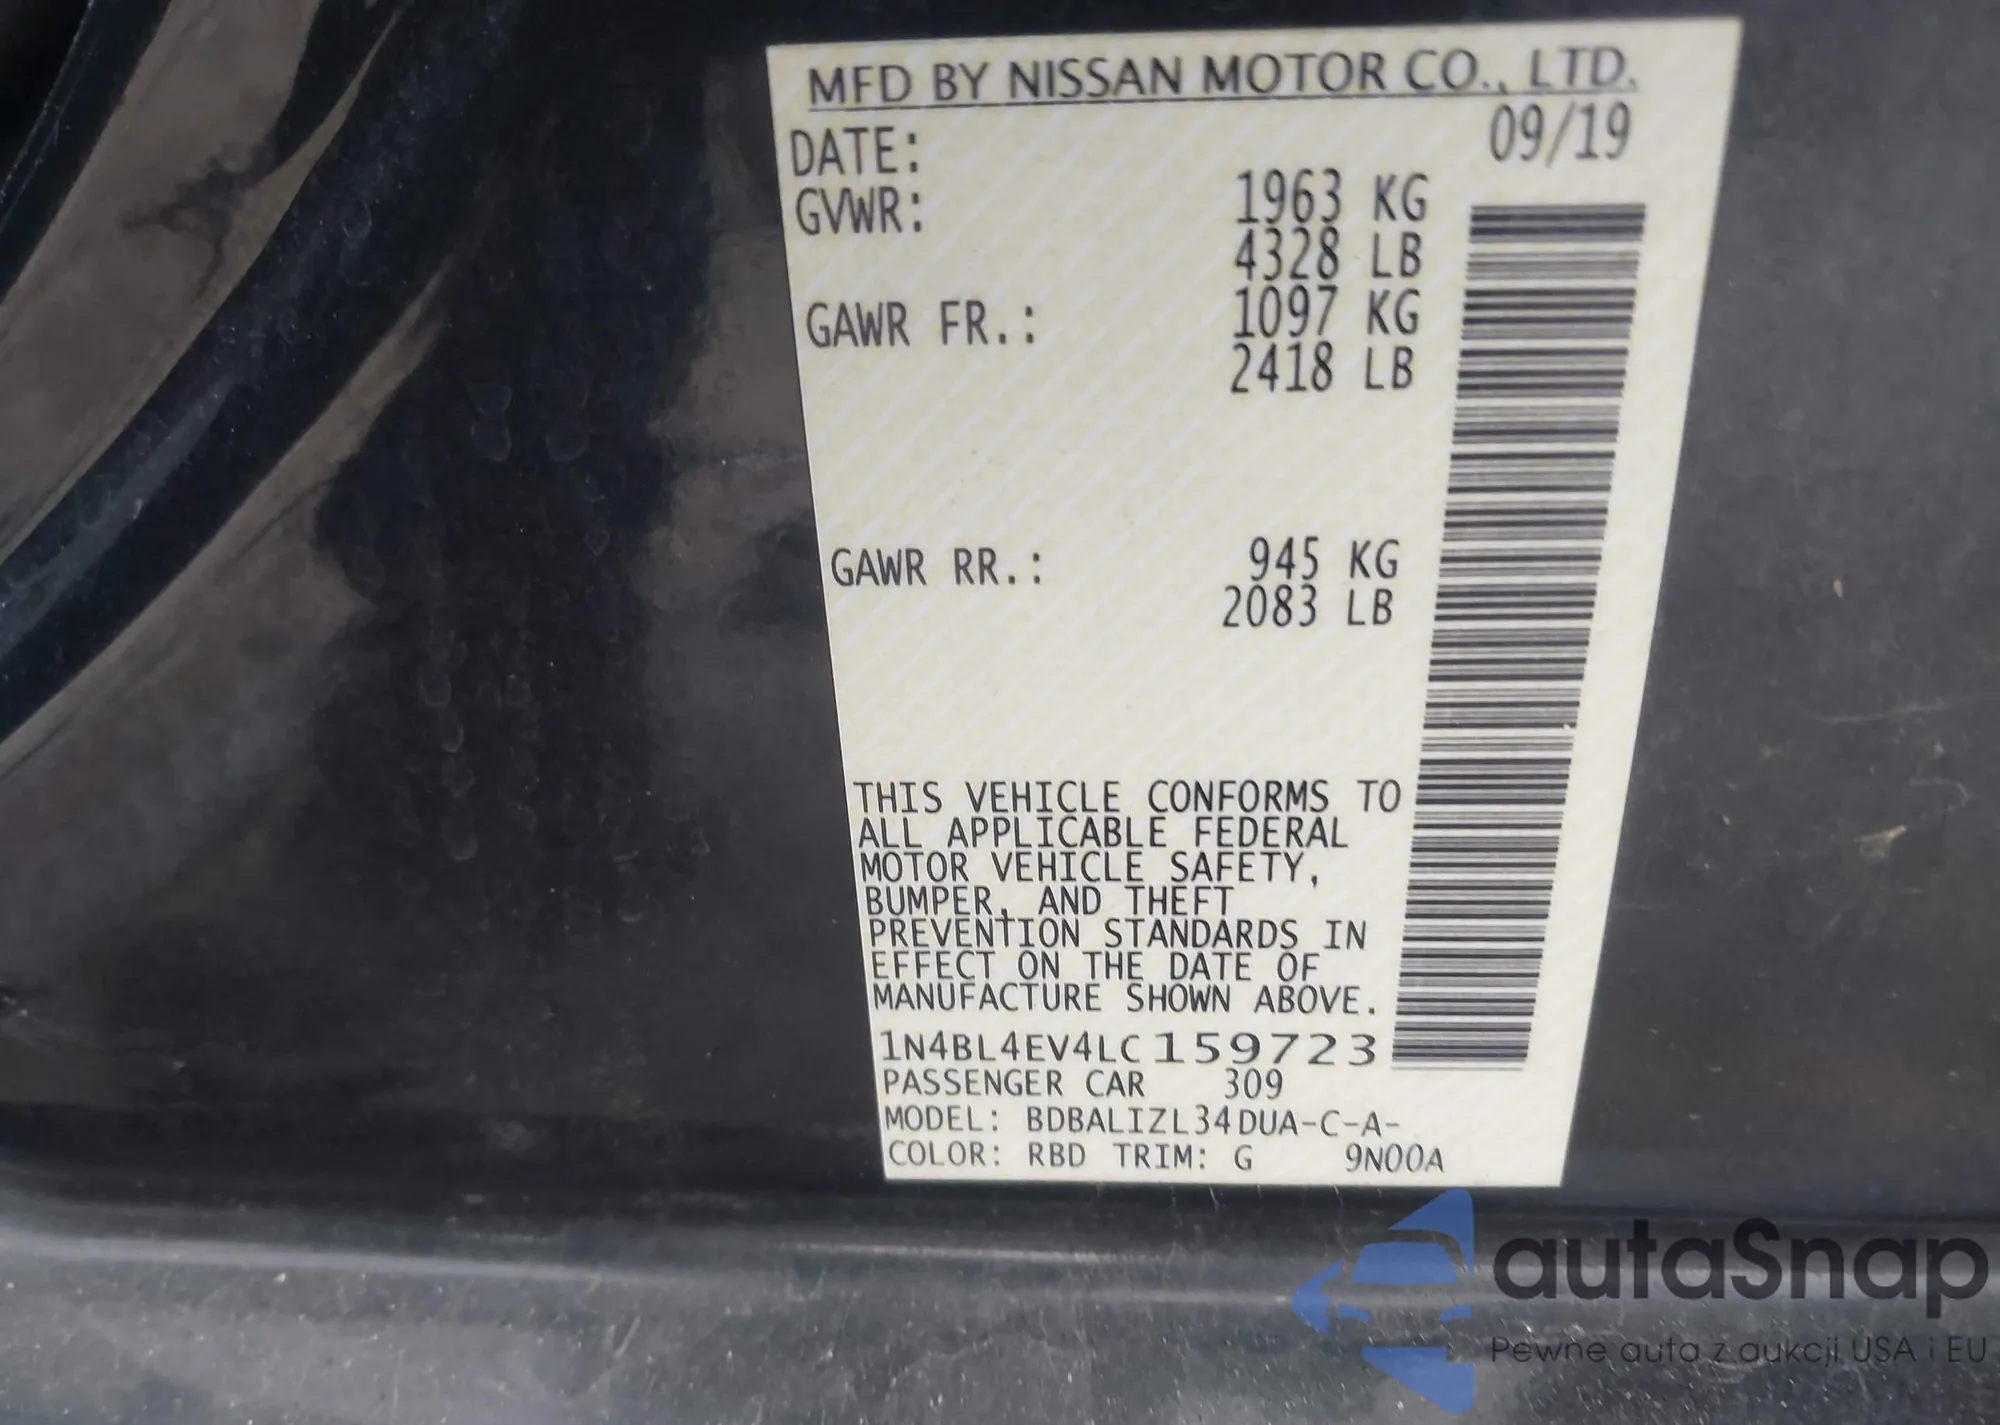 MFD BY NISSAN MOTOR CO., LTD.
DATE: 09/19
GVWR: 1963 KG
4328 LB
GAWR FR.: 1097 KG
2418 LB
GAWR RR.: 945 KG
2083 LB
THIS VEHICLE CONFORMS TO
ALL APPLICABLE FEDERAL
MOTOR VEHICLE SAFETY,
BUMPER, AND THEFT
PREVENTION STANDARDS IN
EFFECT ON THE DATE OF
MANUFACTURE SHOWN ABOVE.
1N4BL4EV4LC159723
PASSENGER CAR 309
MODEL: BDBALIZL34DUA-C-A-
COLOR: RBD TRIM: G 9N00A
autaSnap
Pewne auta z aukcji USA i EU